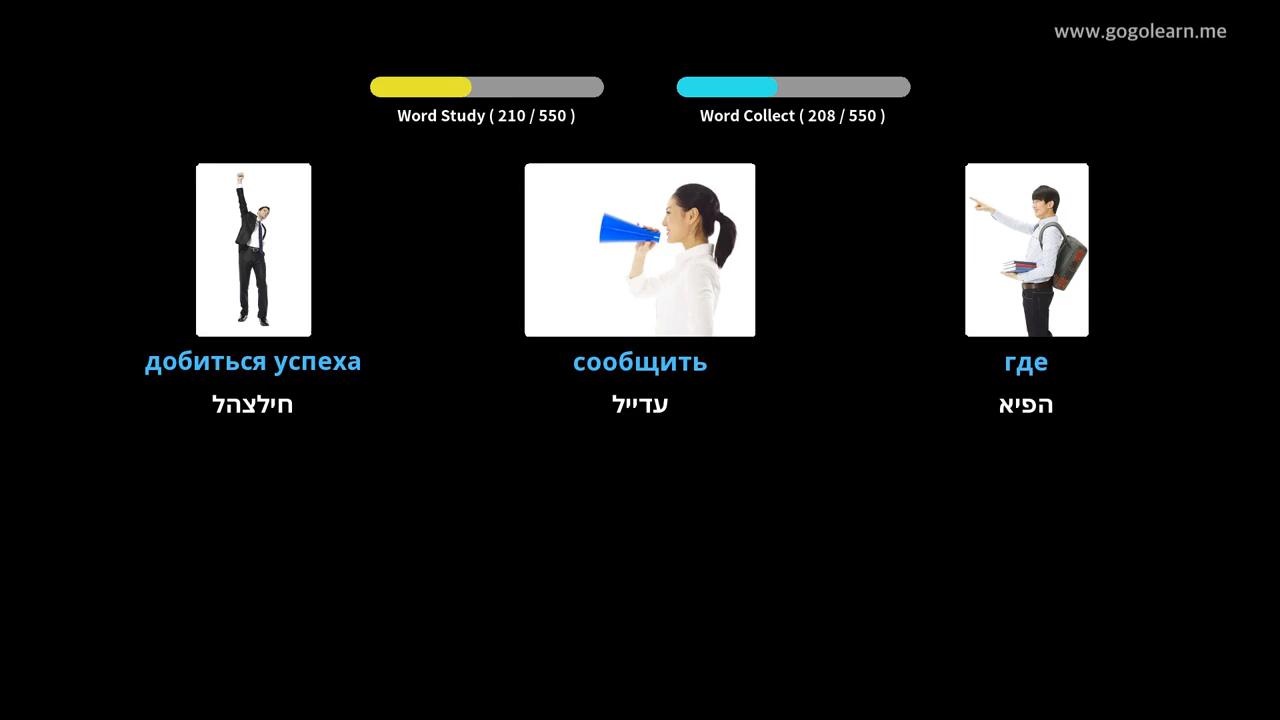 www.gogolearn.me
Word Study ( 210 / 550 )
Word Collect ( 208 / 550 )
добиться успеха
חילצהל
сообщить
עדייל
где
הפיא